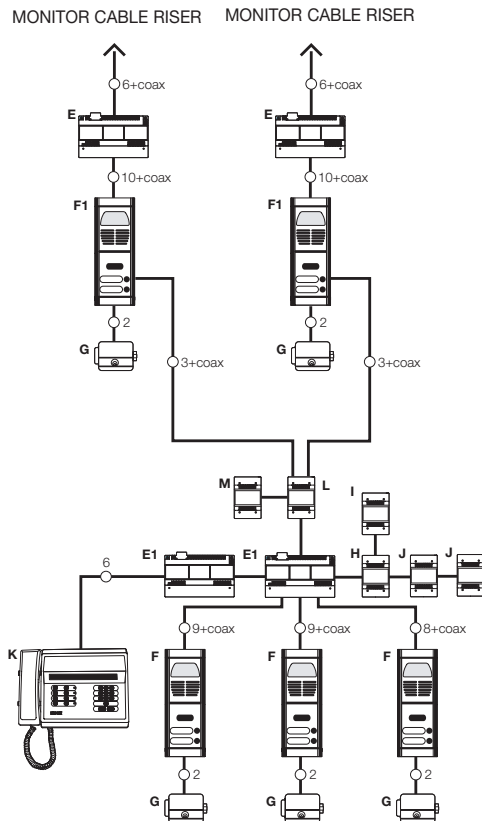 MONITOR CABLE RISER MONITOR CABLE RISER
6+coax 6+coax
E E
10+coax 10+coax
F1 F1
2 2
G G
3+coax 3+coax
M L I
E1 E1 H J J
6
9+coax 9+coax 8+coax
K F F F
2 2 2
G G G